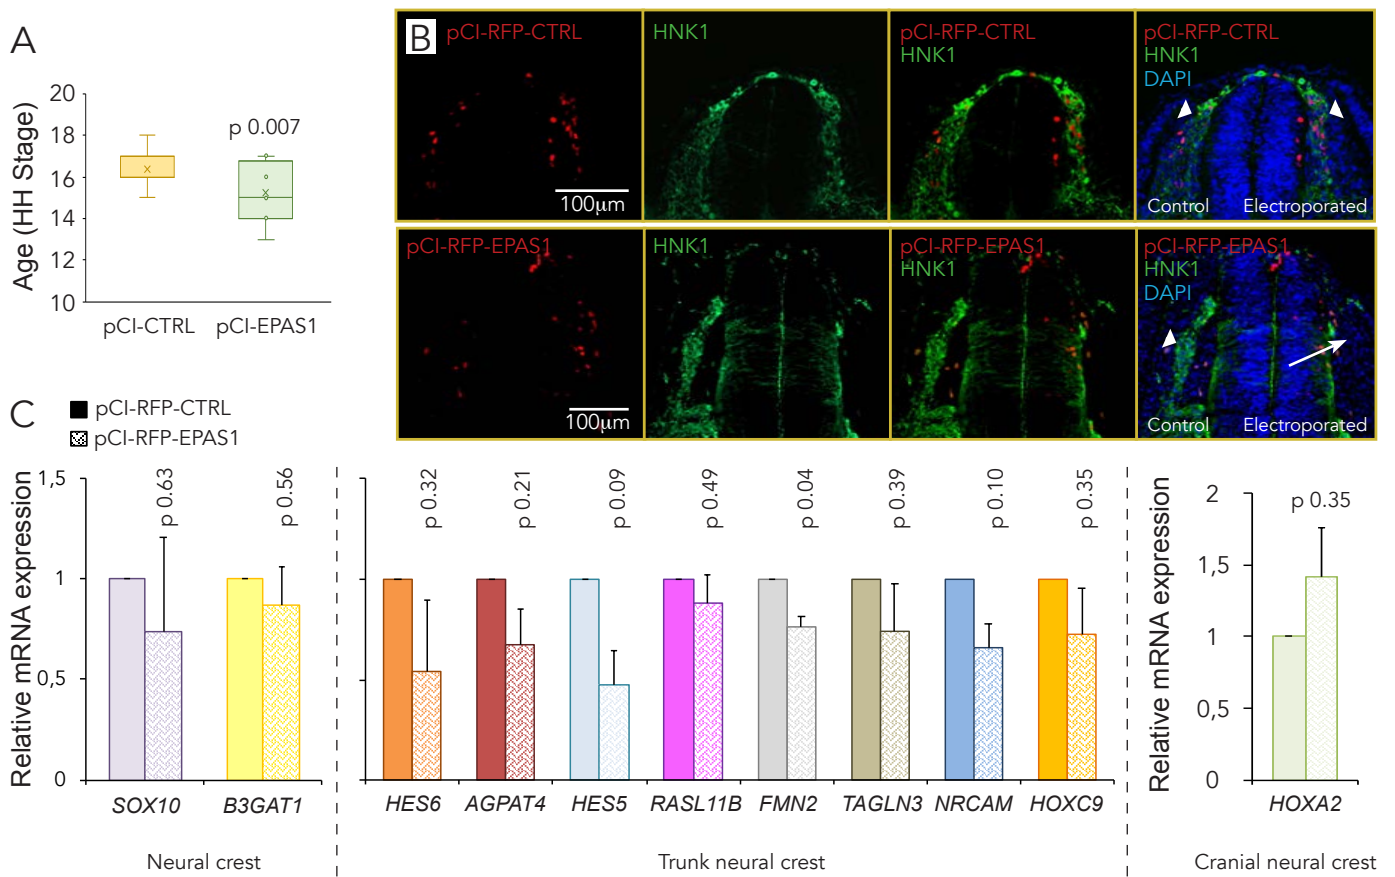 A
20
18
16
14
12
10
Age (HH Stage)
p 0.007
pCI-CTRL
pCI-EPAS1
B
pCI-RFP-CTRL
100µm
HNK1
pCI-RFP-CTRL
HNK1
pCI-RFP-CTRL
HNK1
DAPI
Control
Electroporated
pCI-RFP-EPAS1
100µm
HNK1
pCI-RFP-EPAS1
HNK1
pCI-RFP-EPAS1
HNK1
DAPI
Control
Electroporated
C
pCI-RFP-CTRL
pCI-RFP-EPAS1
Relative mRNA expression
1,5
1
0,5
0
p 0.63
p 0.56
SOX10
B3GAT1
Neural crest
p 0.32
p 0.21
p 0.09
p 0.49
p 0.04
p 0.39
p 0.10
p 0.35
HES6
AGPAT4
HES5
RASL11B
FMN2
TAGLN3
NRCAM
HOXC9
Trunk neural crest
Relative mRNA expression
2
1,5
1
0,5
0
p 0.35
HOXA2
Cranial neural crest